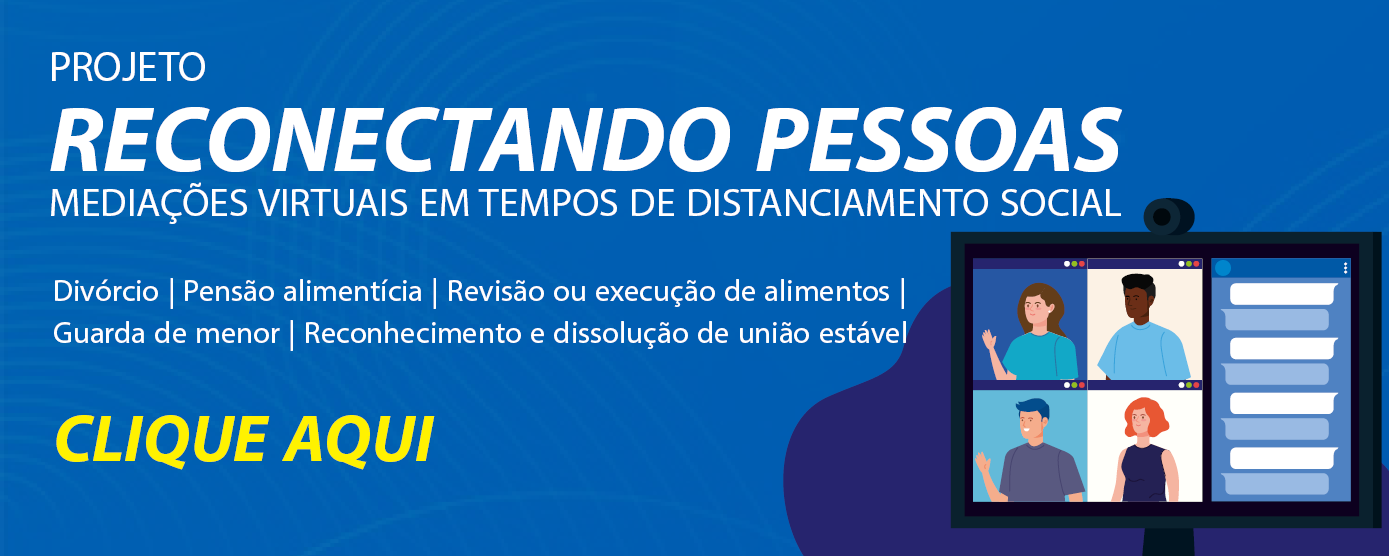 PROJETO
RECONECTANDO PESSOAS
MEDIAÇÕES VIRTUAIS EM TEMPOS DE DISTANCIAMENTO SOCIAL
Divórcio | Pensão alimentícia | Revisão ou execução de alimentos |
Guarda de menor | Reconhecimento e dissolução de união estável
CLIQUE AQUI